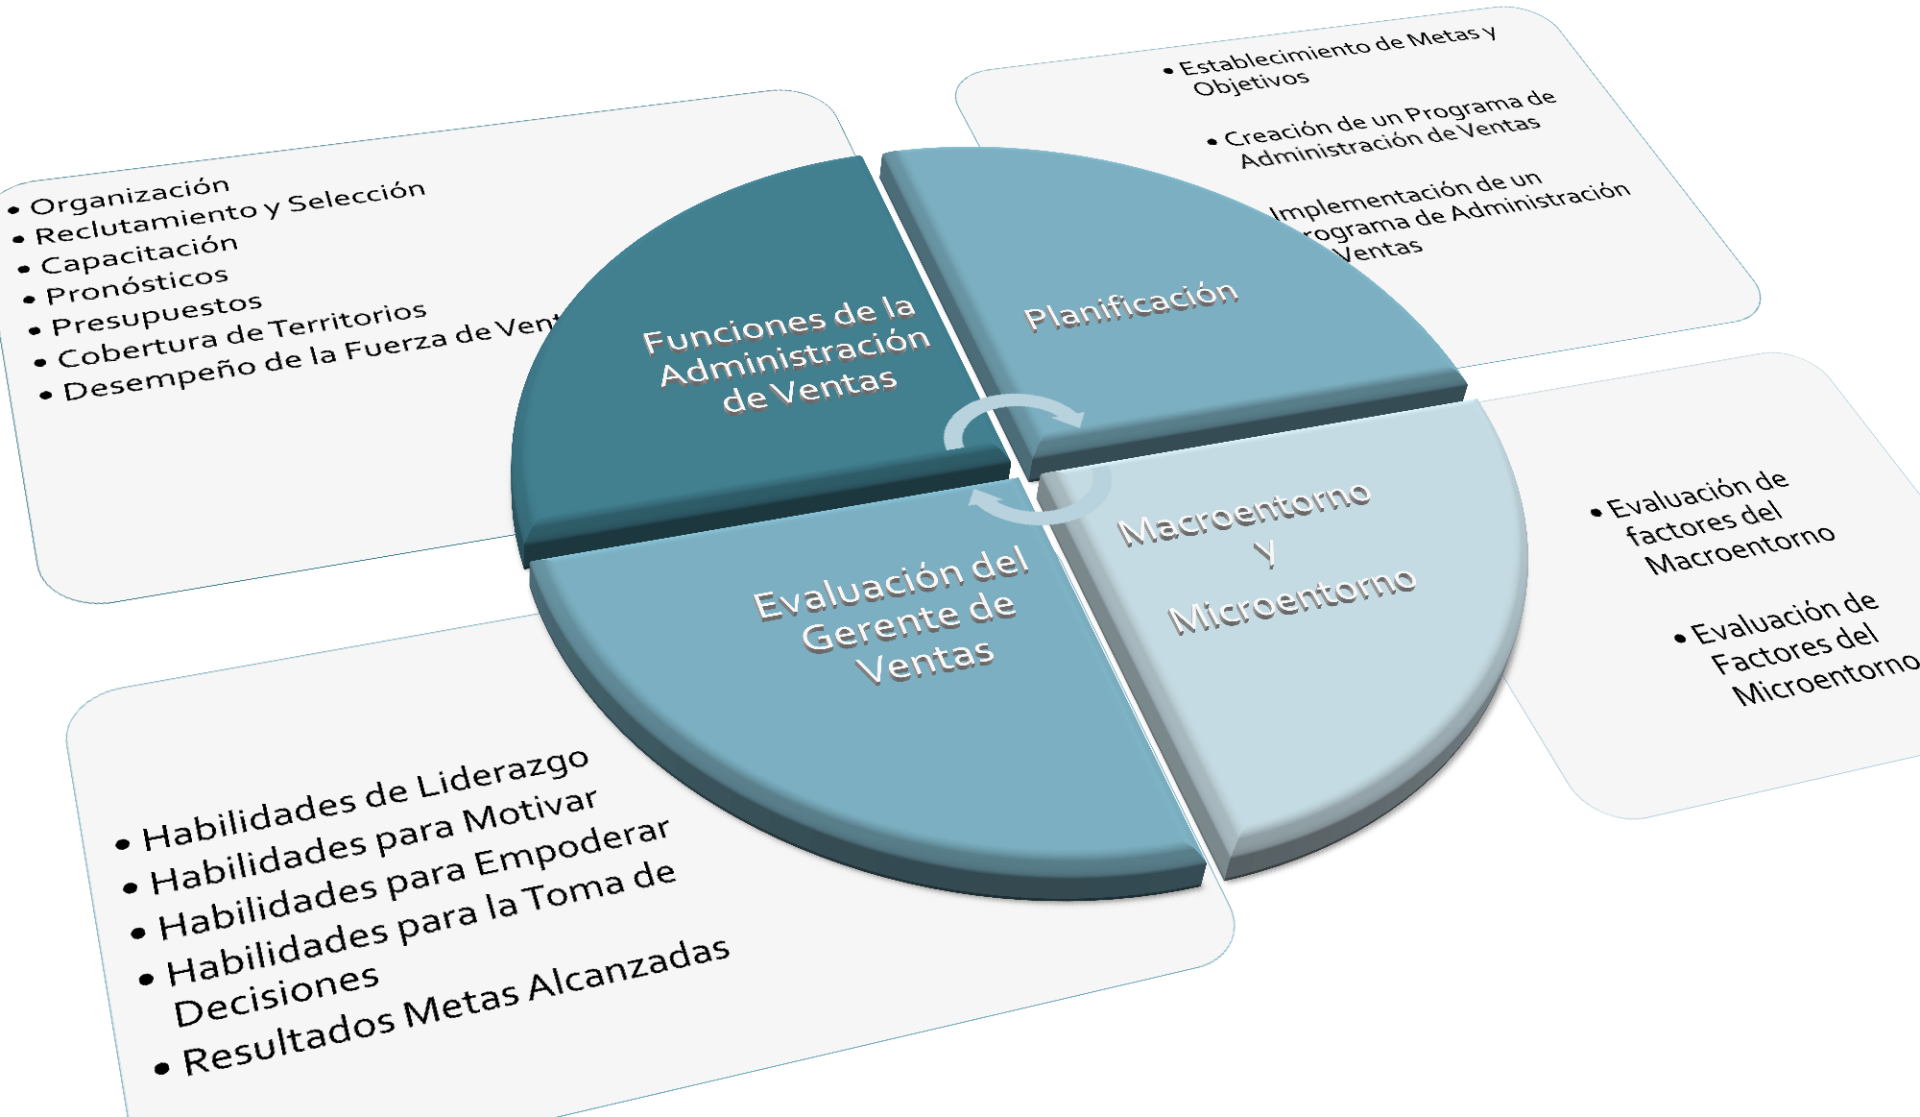 • Organización
• Reclutamiento y Selección
• Capacitación
• Pronósticos
• Presupuestos
• Cobertura de Territorios
• Desempeño de la Fuerza de Vent
• Establecimiento de Metas y
Objetivos
• Creación de un Programa de
Administración de Ventas
Implementación de un
rograma de Administración
Ventas
Funciones de la
Administración
de Ventas
Planificación
Evaluación del
Gerente de
Ventas
Macroentorno
y
Microentorno
• Evaluación de
factores del
Macroentorno
• Evaluación de
Factores del
Microentorno
• Habilidades de Liderazgo
• Habilidades para Motivar
• Habilidades para Empoderar
• Habilidades para la Toma de
Decisiones
• Resultados Metas Alcanzadas